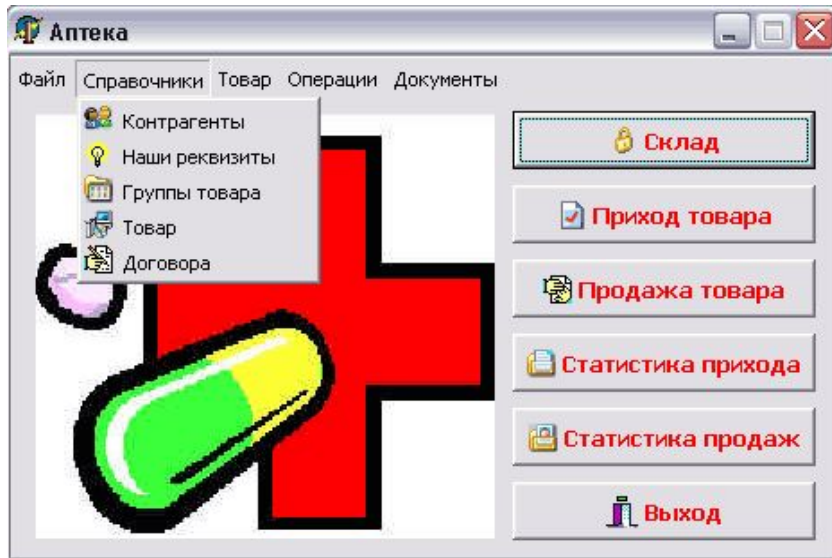 Аптека
Файл Справочники Товар Операции Документы
Контрагенты
Наши реквизиты
Группы товара
Товар
Договора
Склад
Приход товара
Продажа товара
Статистика прихода
Статистика продаж
Выход